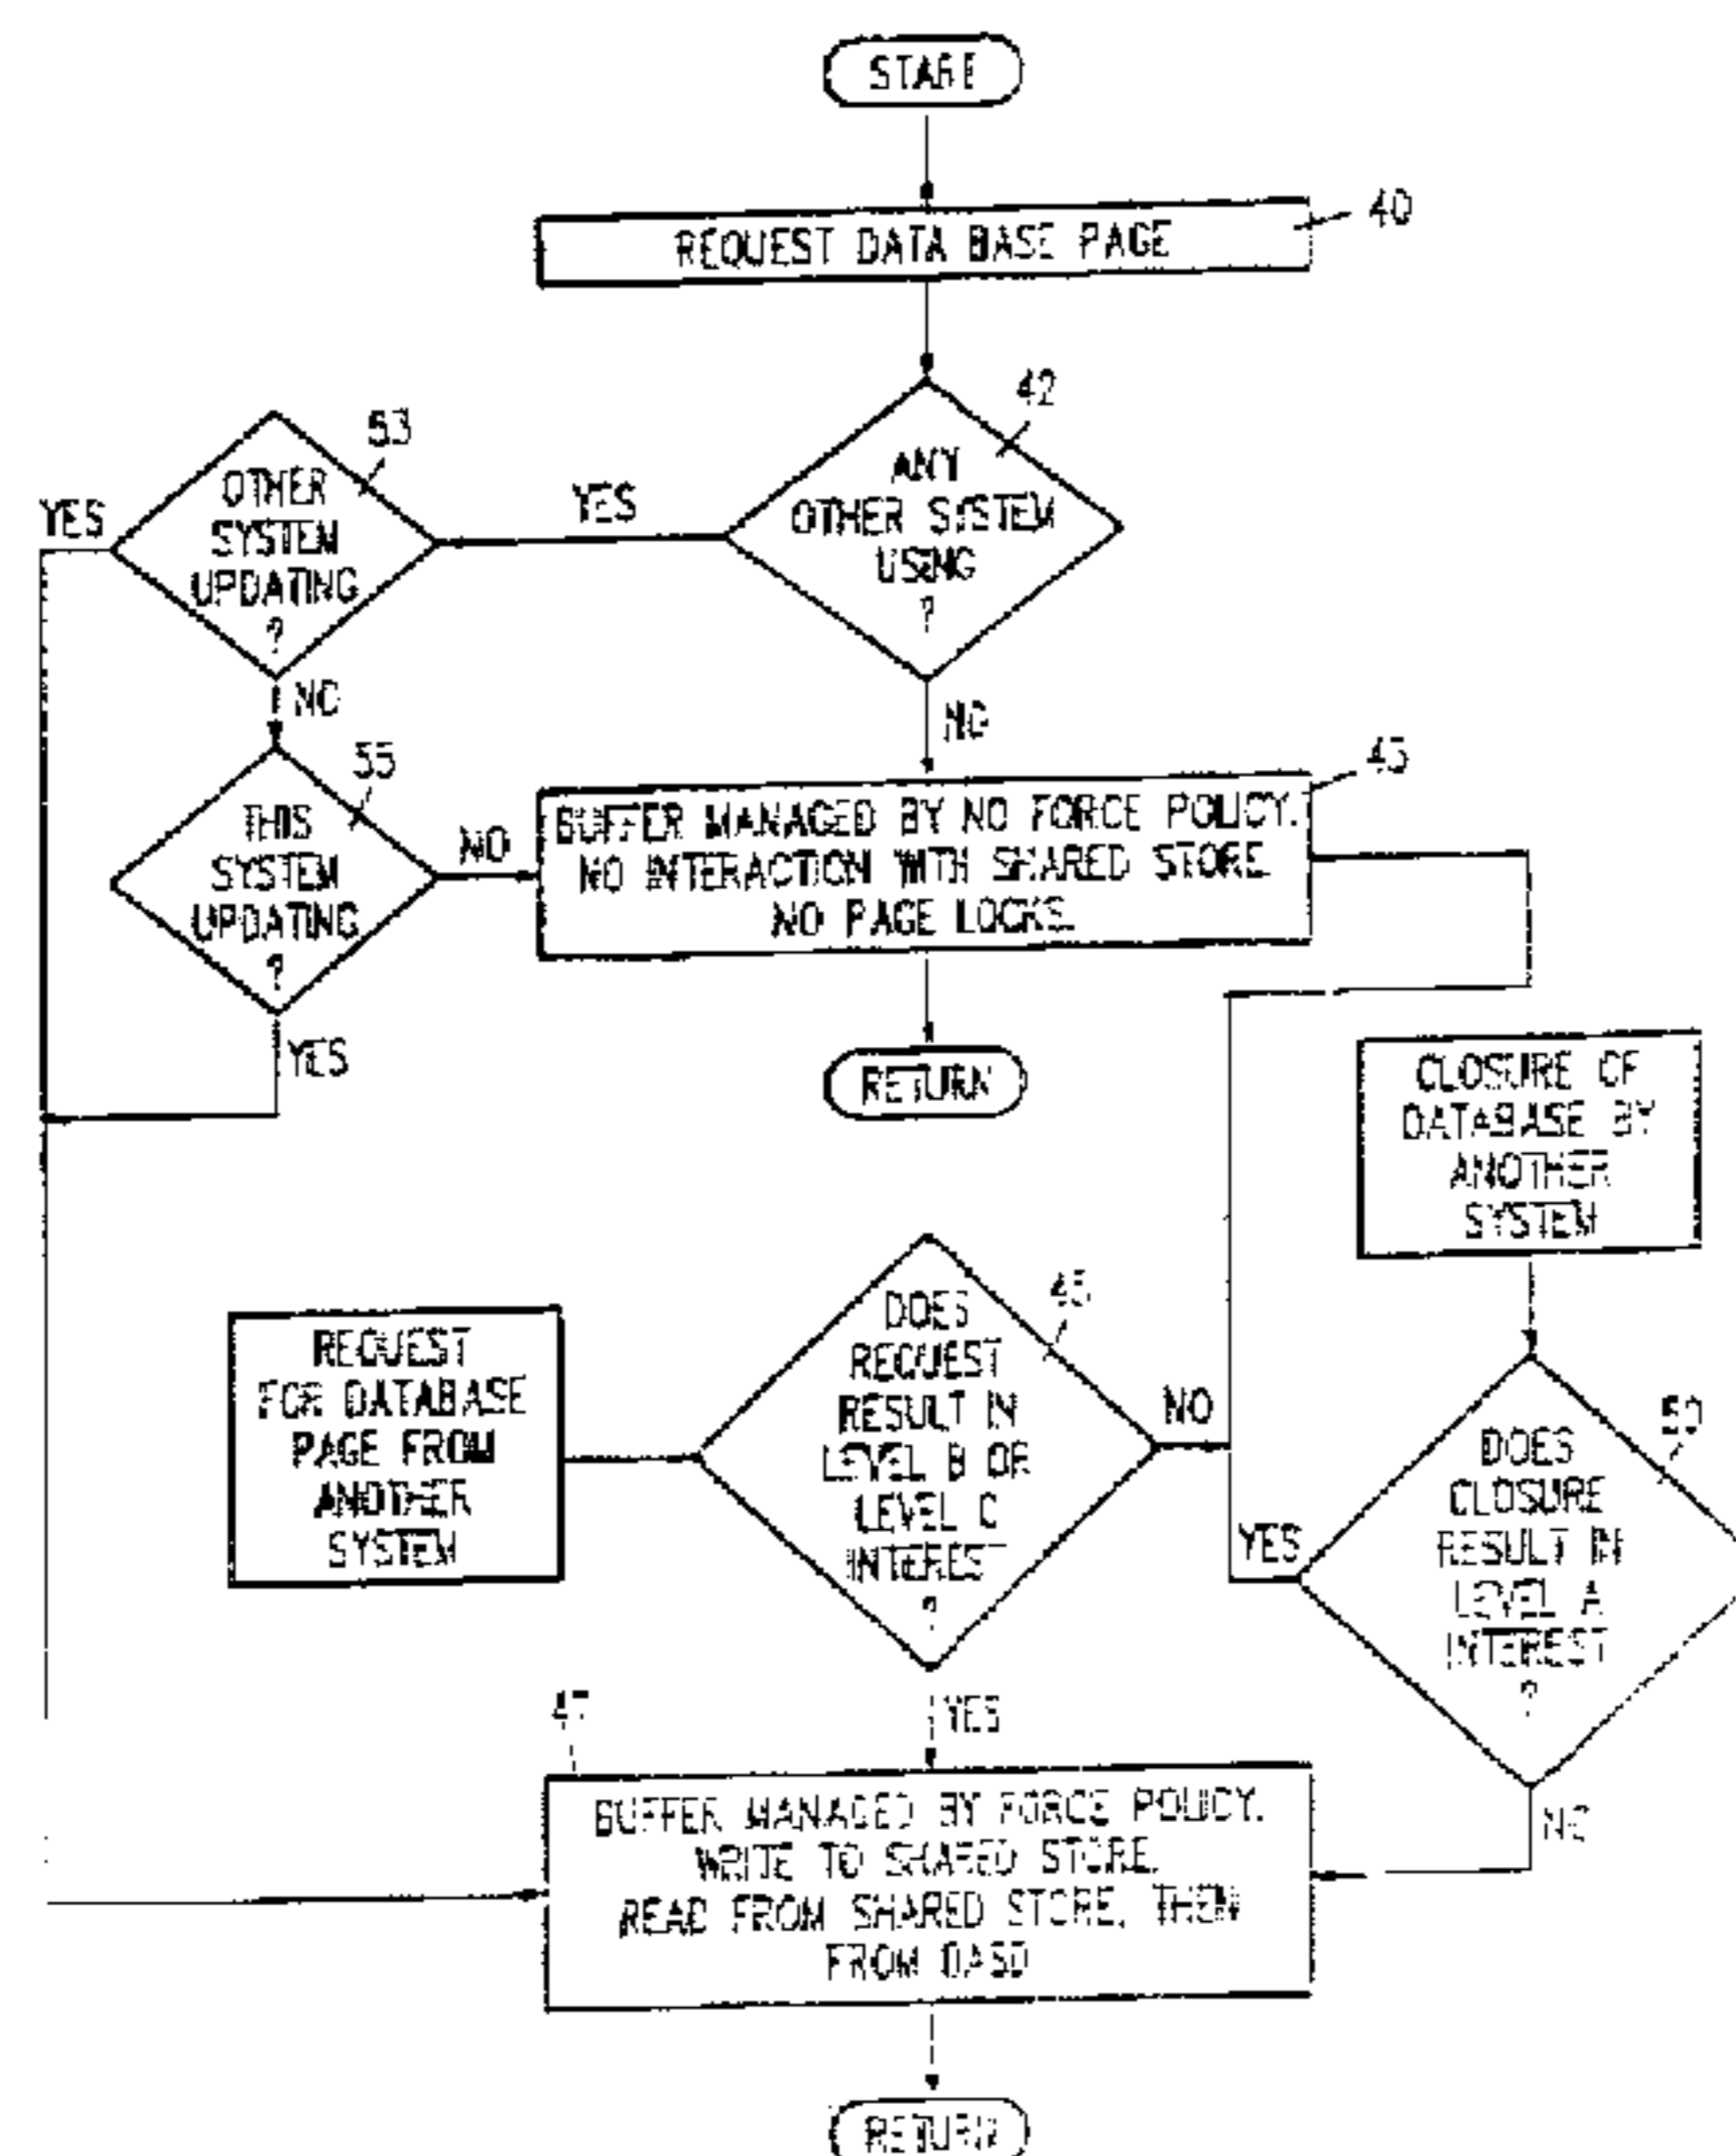 START
REQUEST DATA BASE PAGE
40
42
ANY
OTHER SYSTEM
USING
?
YES
53
OTHER
SYSTEM
UPDATING
?
YES
NO
NO
55
THIS
SYSTEM
UPDATING
?
NO
YES
BUFFER MANAGED BY NO FORCE POLICY.
NO INTERACTION WITH SHARED STORE
NO PAGE LOCKS.
RETURN
CLOSURE OF
DATABASE BY
ANOTHER
SYSTEM
REQUEST
FOR DATABASE
PAGE FROM
ANOTHER
SYSTEM
45
DOES
REQUEST
RESULT IN
LEVEL B OR
LEVEL C
INTEREST
?
NO
YES
DOES
CLOSURE
RESULT IN
LEVEL A
INTEREST
?
YES
NO
47
BUFFER MANAGED BY FORCE POLICY.
WRITE TO SHARED STORE.
READ FROM SHARED STORE, THEN
FROM DASD
RETURN